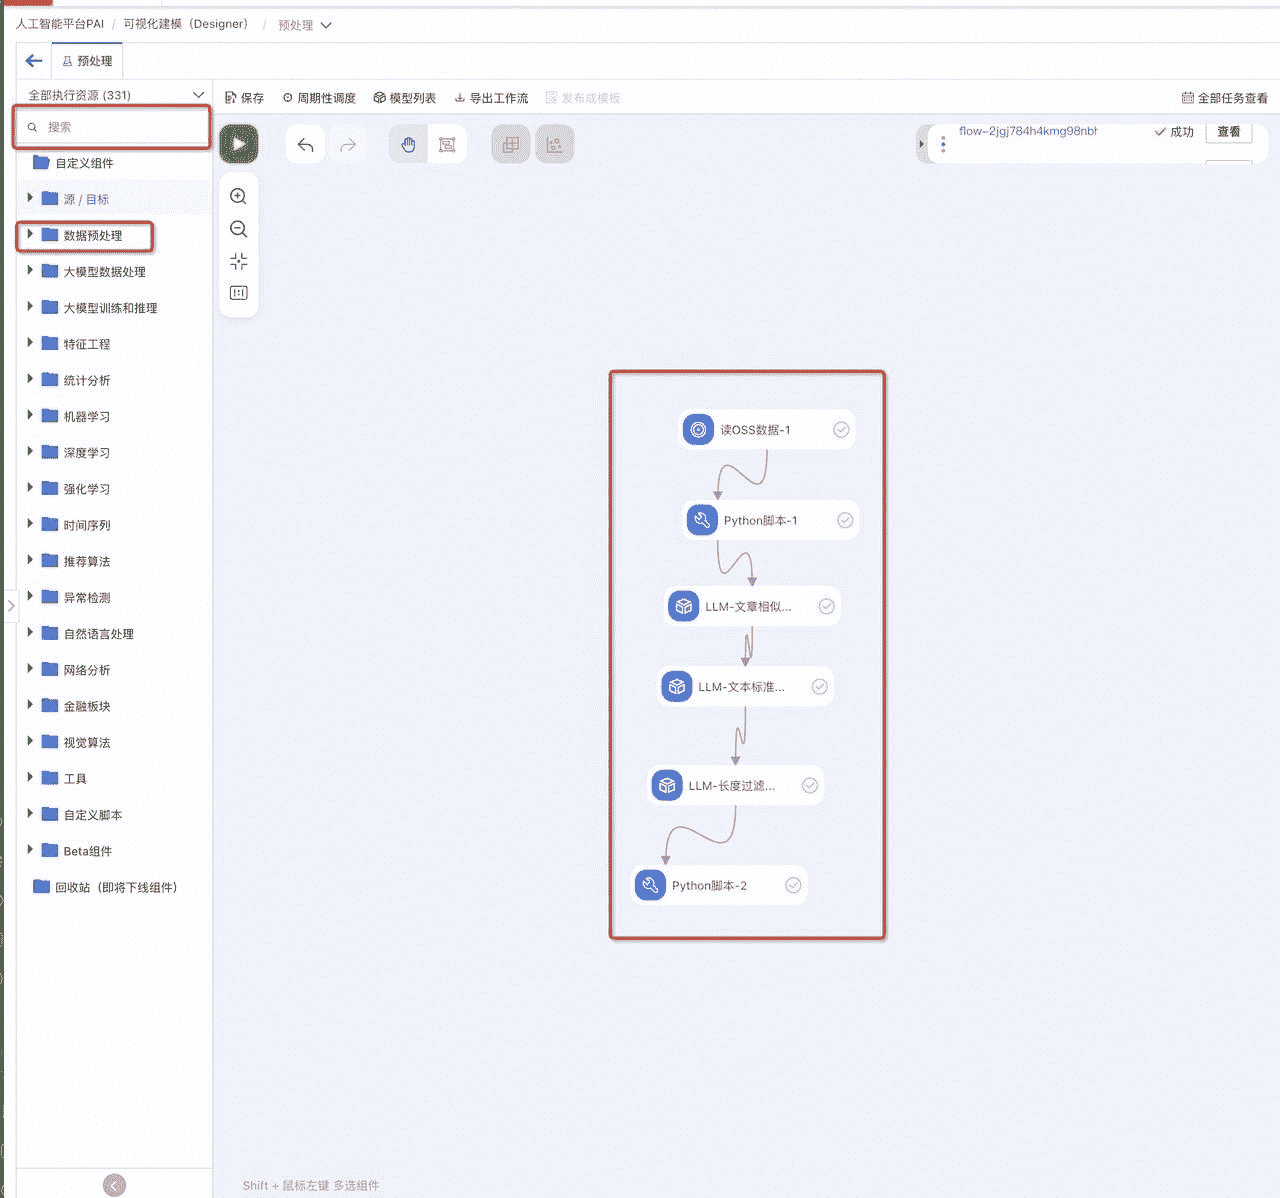 人工智能平台PAI / 可视化建模（Designer） / 预处理
预处理
全部执行资源 (331)
保存 周期性调度 模型列表 导出工作流 发布成模板 全部任务查看
搜索
flow-2jgj784h4kmg98nbf 成功 查看
自定义组件
源 / 目标
数据预处理
大模型数据处理
大模型训练和推理
特征工程
统计分析
机器学习
深度学习
强化学习
时间序列
推荐算法
异常检测
自然语言处理
网络分析
金融板块
视觉算法
工具
自定义脚本
Beta组件
回收站（即将下线组件）
读OSS数据-1
Python脚本-1
LLM-文章相似...
LLM-文本标准...
LLM-长度过滤...
Python脚本-2
Shift + 鼠标左键 多选组件